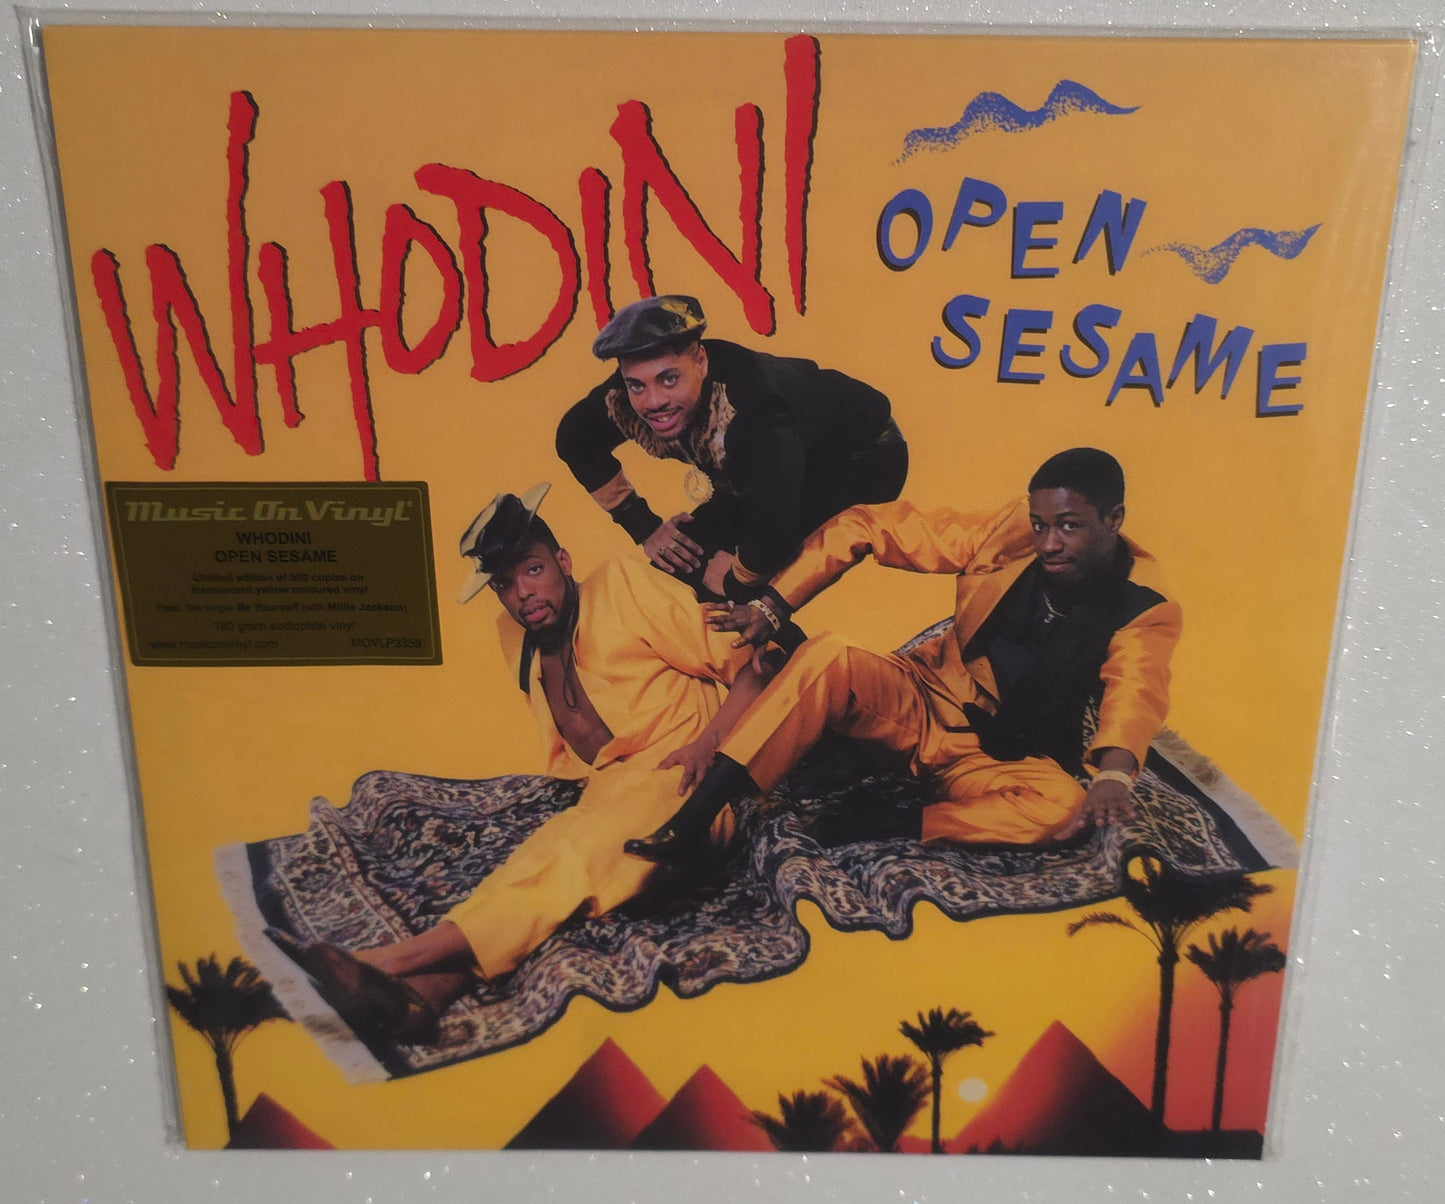 WHODINI
OPEN
SESAME
Music On Vinyl
WHODINI
OPEN SESAME
Limited edition of 500 copies on
translucent yellow coloured vinyl
Feat. the single Be Yourself (with Millie Jackson)
180 gram audiophile vinyl
www.musiconvinyl.com MOVLP3359